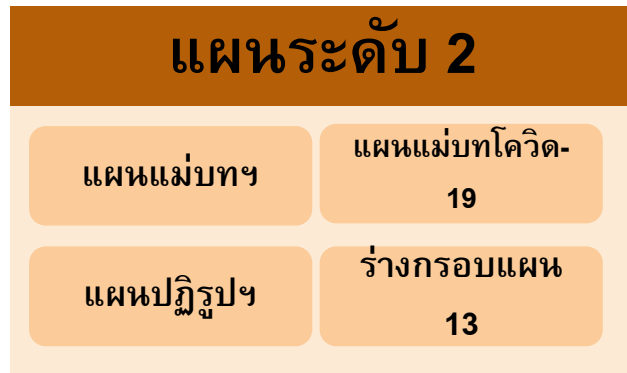 แผนระดับ 2
แผนแม่บทฯ
แผนแม่บทโควิด-
19
แผนปฏิรูปฯ
ร่างกรอบแผน
13